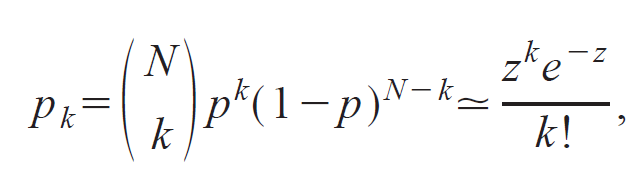 p_k = \binom{N}{k} p^k (1-p)^{N-k} \simeq \frac{z^k e^{-z}}{k!},